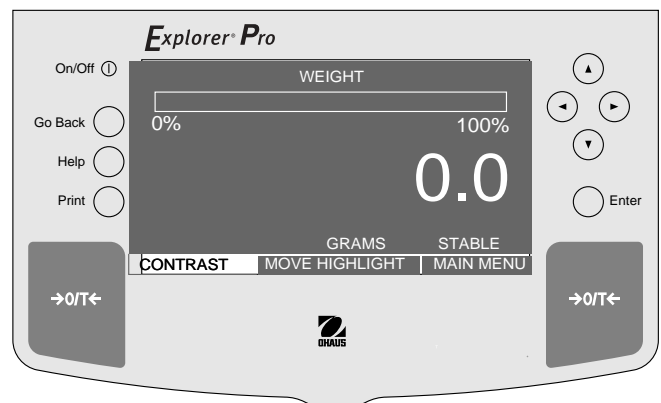 Explorer® Pro
On/Off
WEIGHT
Go Back
0% 100%
Help
0.0
Print
Enter
GRAMS STABLE
CONTRAST MOVE HIGHLIGHT MAIN MENU
→0/T← →0/T←
OHAUS